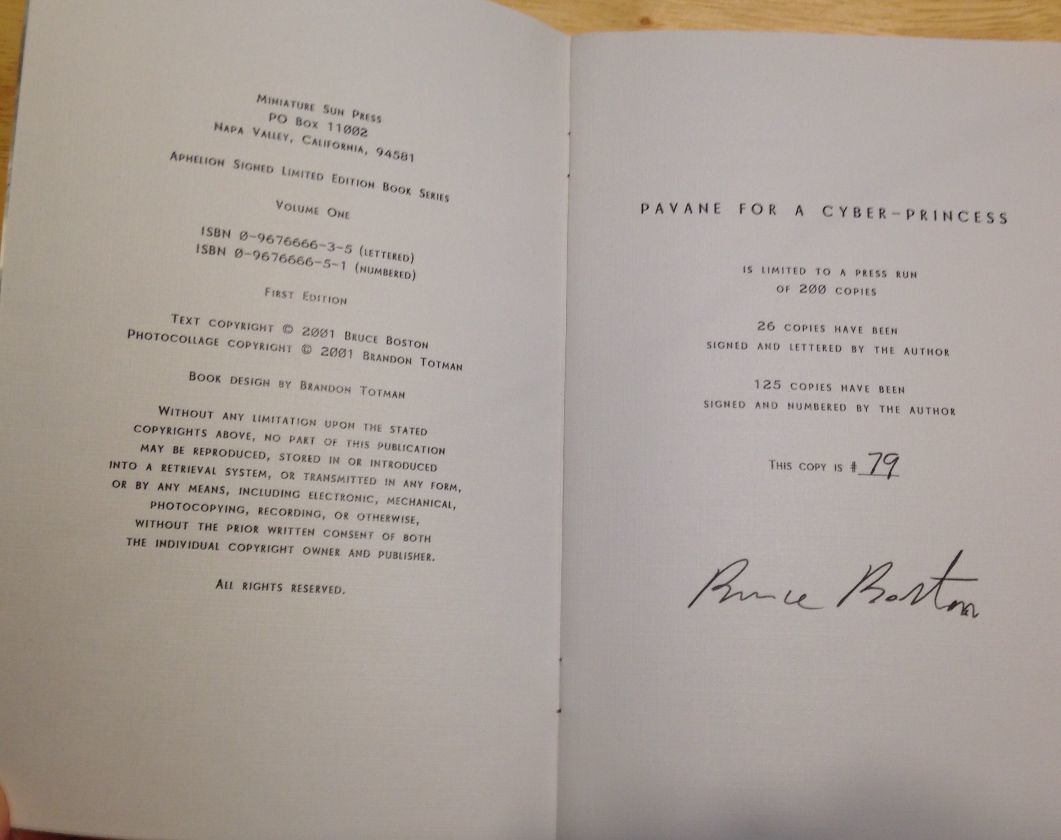 Miniature Sun Press
PO Box 11002
Napa Valley, California, 94581
Aphelion Signed Limited Edition Book Series
Volume One
ISBN 0-9676666-3-5 (lettered)
ISBN 0-9676666-5-1 (numbered)
First Edition
Text copyright © 2001 Bruce Boston
Photocollage copyright © 2001 Brandon Totman
Book design by Brandon Totman
Without any limitation upon the stated
copyrights above, no part of this publication
may be reproduced, stored in or introduced
into a retrieval system, or transmitted in any form,
or by any means, including electronic, mechanical,
photocopying, recording, or otherwise,
without the prior written consent of both
the individual copyright owner and publisher.
All rights reserved.
PAVANE FOR A CYBER-PRINCESS
is limited to a press run
of 200 copies
26 copies have been
signed and lettered by the author
125 copies have been
signed and numbered by the author
This copy is # 79
Bruce Boston